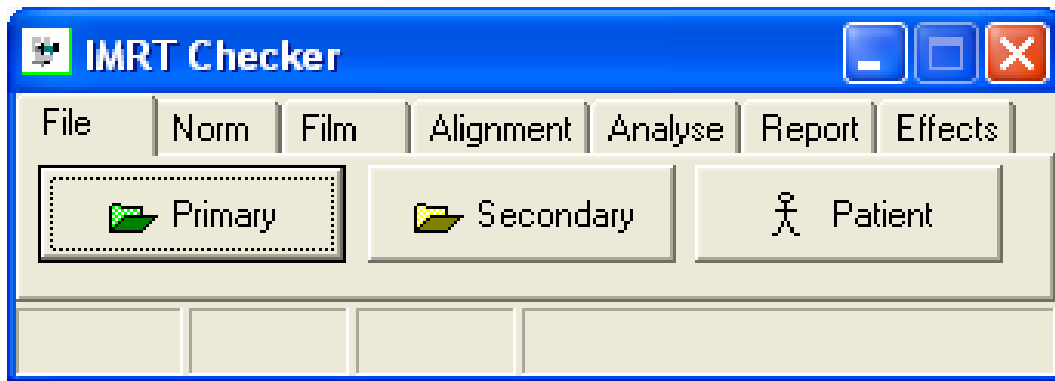 IMRT Checker
File Norm Film Alignment Analyse Report Effects
Primary Secondary Patient